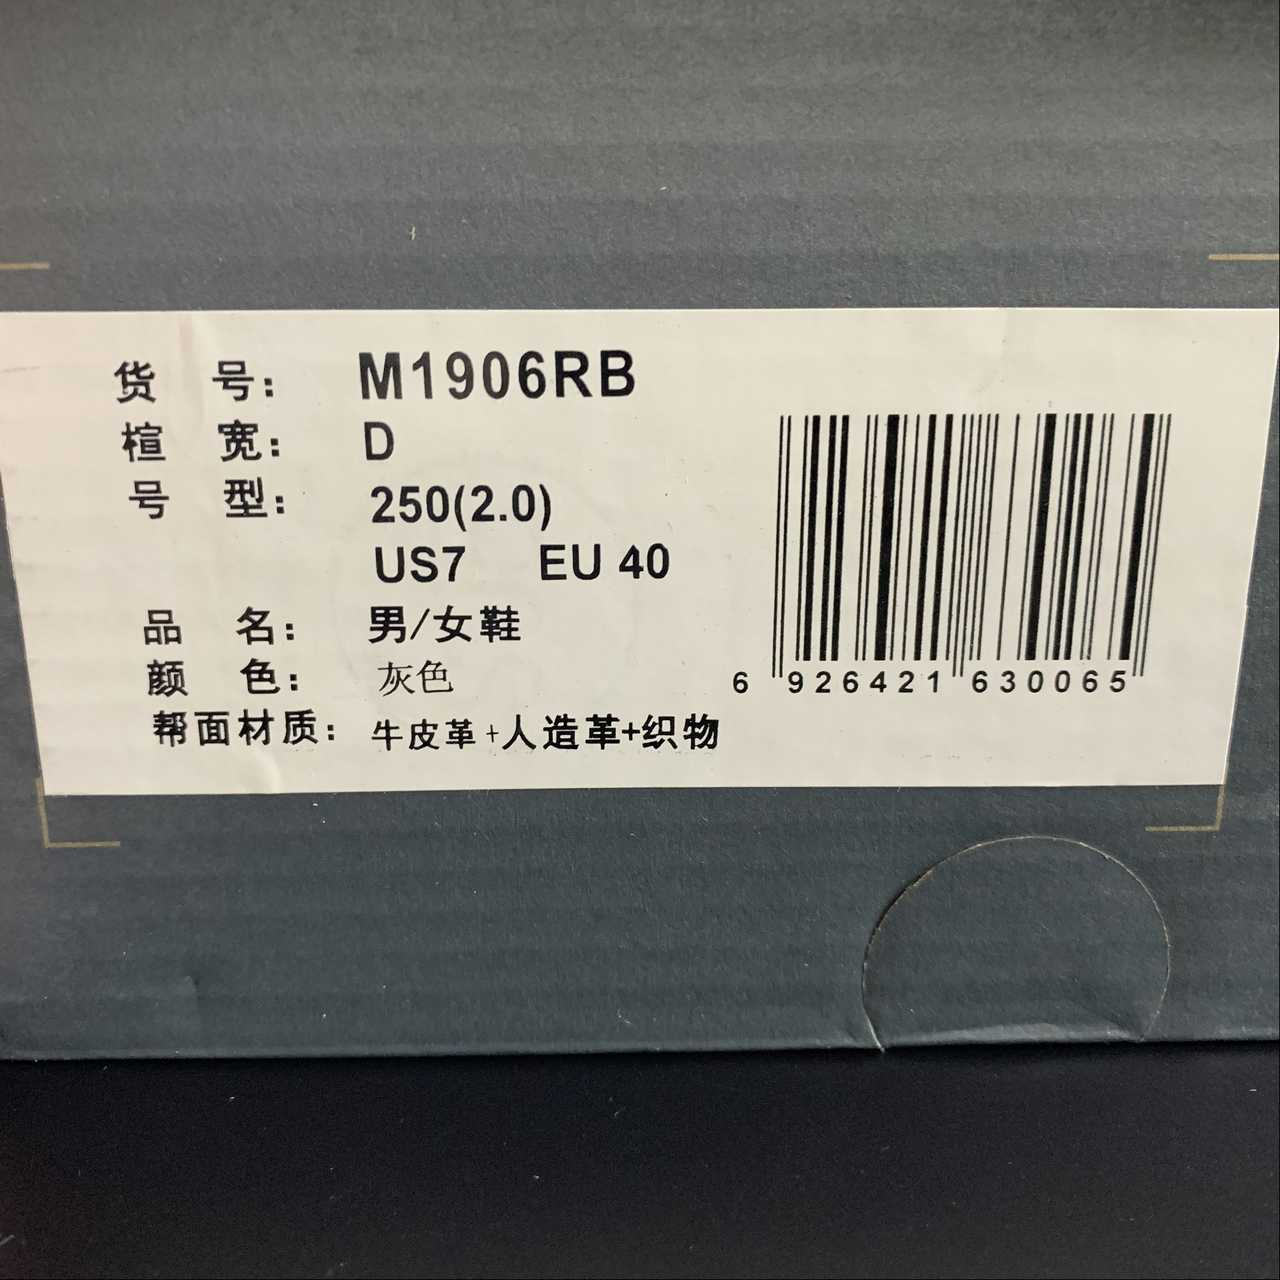 货 号: M1906RB
楦 宽: D
号 型: 250(2.0)
US7 EU 40
品 名: 男/女鞋
颜 色: 灰色
帮面材质: 牛皮革+人造革+织物
6 926421 630065